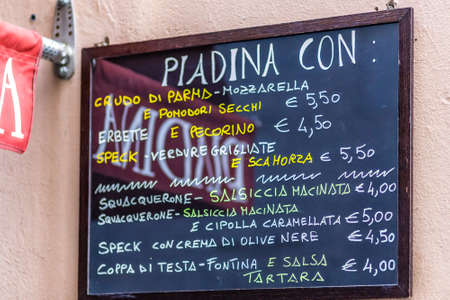 PIADINA CON :
CRUDO DI PARMA - MOZZARELLA
E POMODORI SECCHI € 5,50
ERBETTE E PECORINO € 4,50
SPECK - VERDURE GRIGLIATE
E SCAMORZA € 5,50
SQUACQUERONE - SALSICCIA MACINATA € 4,00
SQUACQUERONE - SALSICCIA MACINATA
E CIPOLLA CARAMELLATA € 5,00
SPECK CON CREMA DI OLIVE NERE € 4,50
COPPA DI TESTA - FONTINA E SALSA
TARTARA € 4,00
A